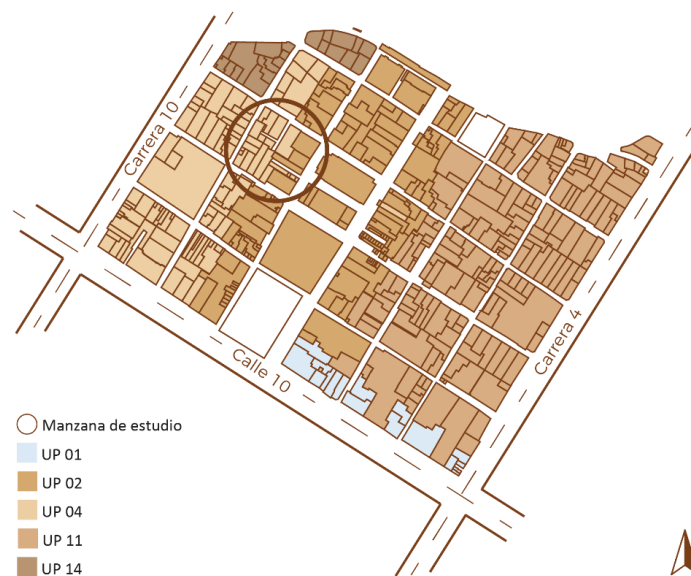 Carrera 10
Carrera 4
Calle 10
Manzana de estudio
UP 01
UP 02
UP 04
UP 11
UP 14